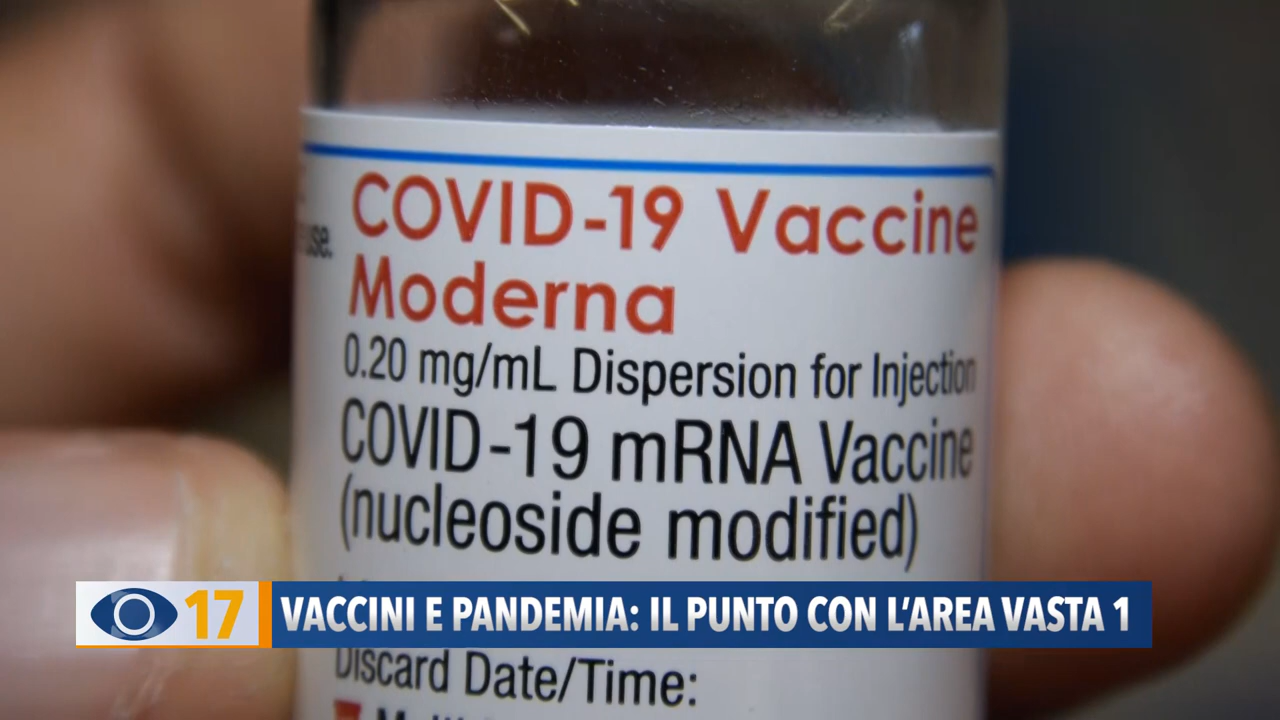 use.
COVID-19 Vaccine
Moderna
0.20 mg/mL Dispersion for Injection
COVID-19 mRNA Vaccine
(nucleoside modified)
17 VACCINI E PANDEMIA: IL PUNTO CON L'AREA VASTA 1
Discard Date/Time: